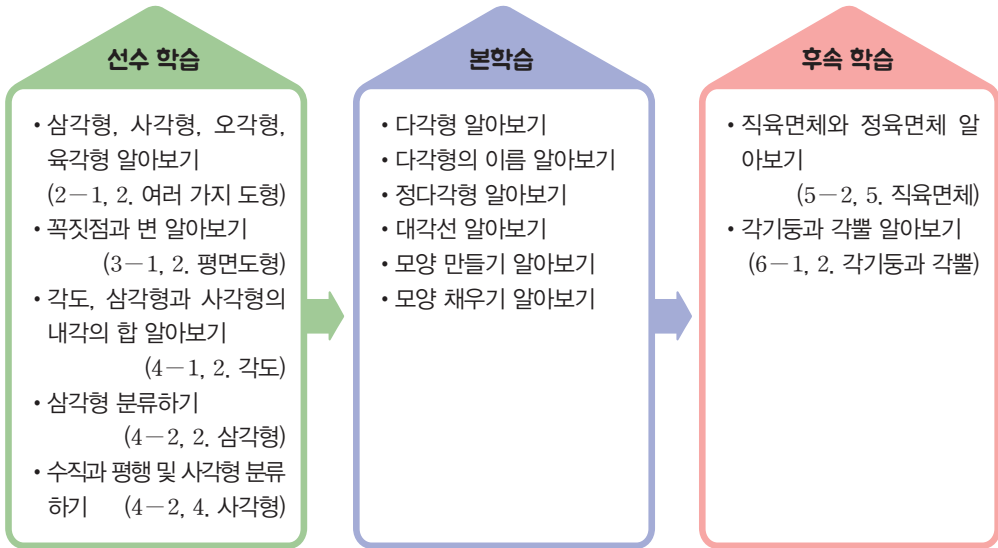 선수 학습
• 삼각형, 사각형, 오각형,
육각형 알아보기
(2-1, 2. 여러 가지 도형)
• 꼭짓점과 변 알아보기
(3-1, 2. 평면도형)
• 각도, 삼각형과 사각형의
내각의 합 알아보기
(4-1, 2. 각도)
• 삼각형 분류하기
(4-2, 2. 삼각형)
• 수직과 평행 및 사각형 분류
하기 (4-2, 4. 사각형)
본학습
• 다각형 알아보기
• 다각형의 이름 알아보기
• 정다각형 알아보기
• 대각선 알아보기
• 모양 만들기 알아보기
• 모양 채우기 알아보기
후속 학습
• 직육면체와 정육면체 알
아보기
(5-2, 5. 직육면체)
• 각기둥과 각뿔 알아보기
(6-1, 2. 각기둥과 각뿔)